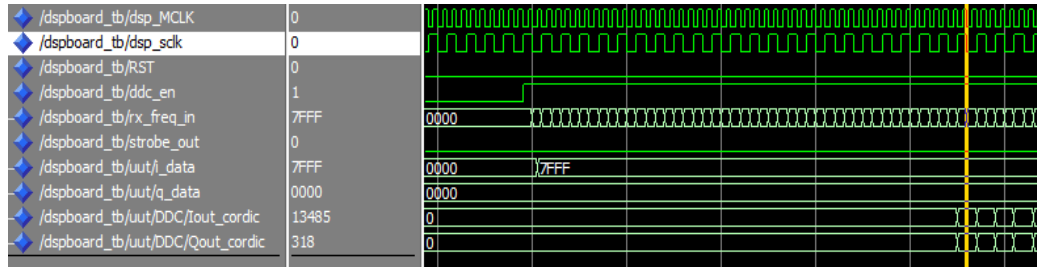 /dspboard_tb/dsp_MCLK 0
/dspboard_tb/dsp_sclk 0
/dspboard_tb/RST 0
/dspboard_tb/ddc_en 1
/dspboard_tb/rx_freq_in 7FFF 0000
/dspboard_tb/strobe_out 0
/dspboard_tb/uut/i_data 7FFF 0000 7FFF
/dspboard_tb/uut/q_data 0000 0000
/dspboard_tb/uut/DDC/Iout_cordic 13485 0
/dspboard_tb/uut/DDC/Qout_cordic 318 0